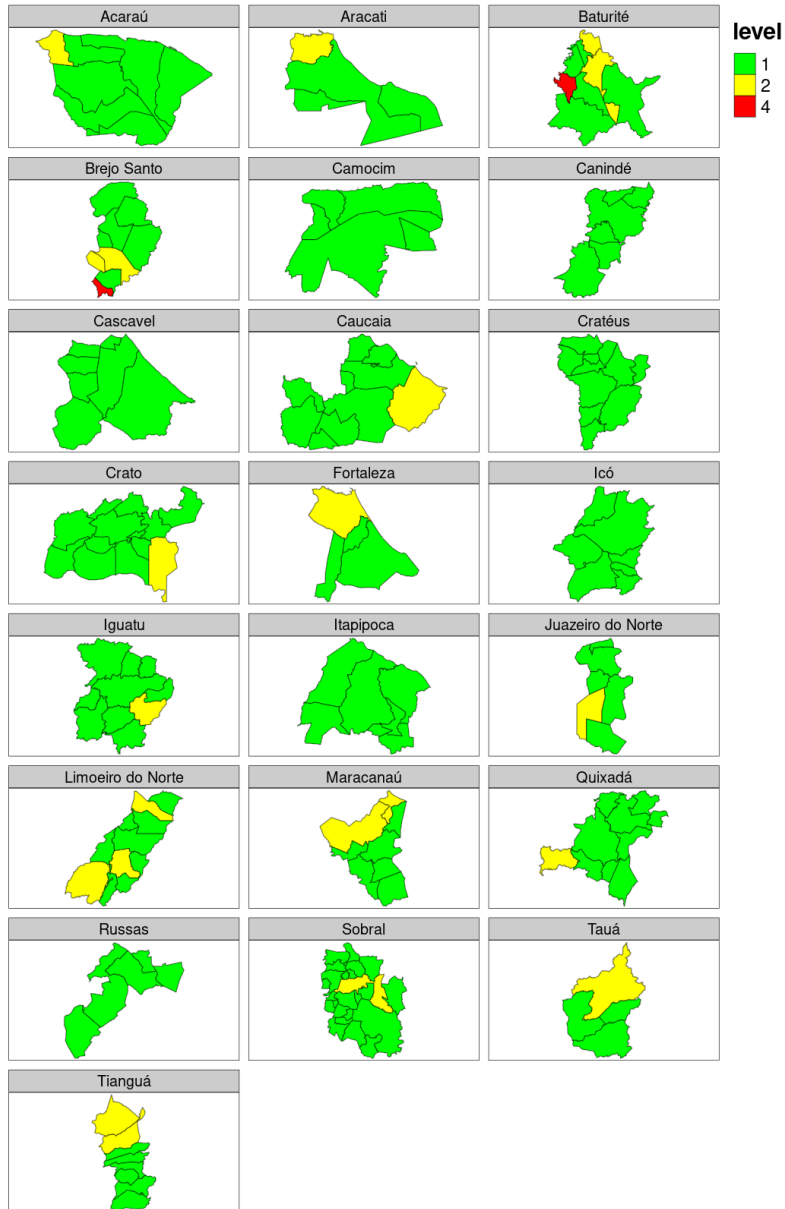 Acaraú
Aracati
Baturité
level
1
2
4
Brejo Santo
Camocim
Canindé
Cascavel
Caucaia
Cratéus
Crato
Fortaleza
Icó
Iguatu
Itapipoca
Juazeiro do Norte
Limoeiro do Norte
Maracanaú
Quixadá
Russas
Sobral
Tauá
Tianguá